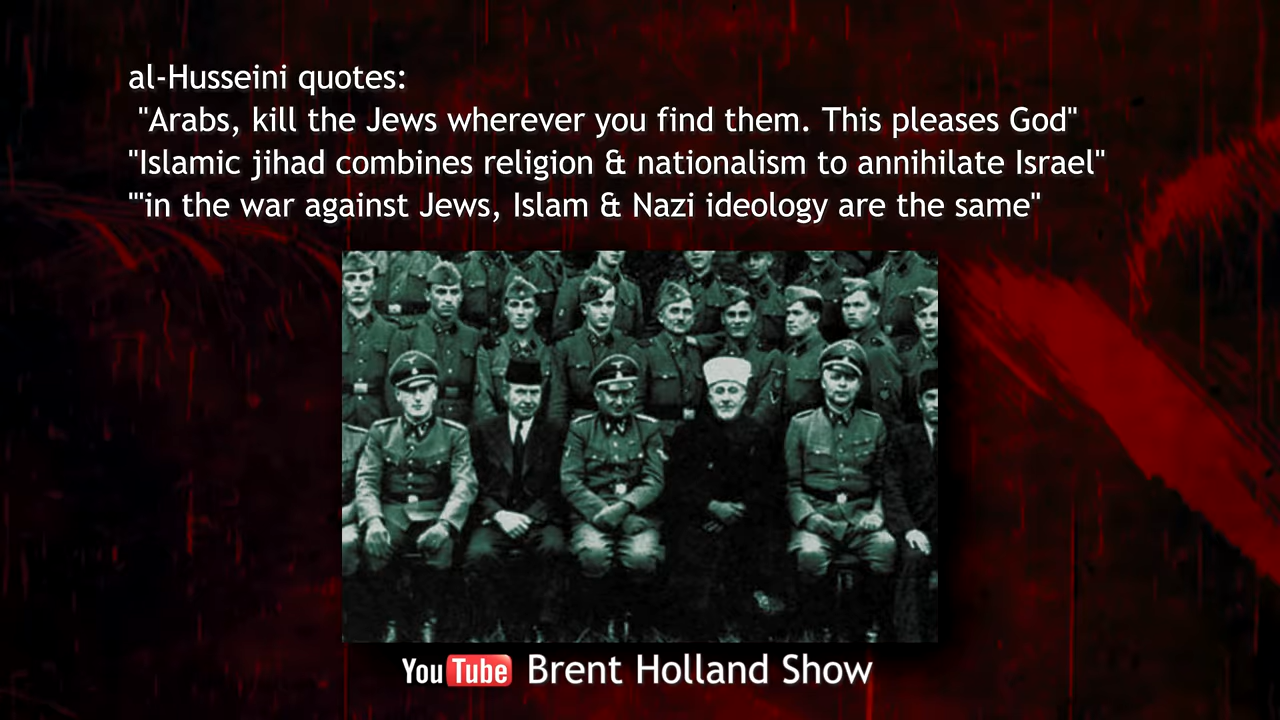 al-Husseini quotes:
"Arabs, kill the Jews wherever you find them. This pleases God"
"Islamic jihad combines religion & nationalism to annihilate Israel"
"'in the war against Jews, Islam & Nazi ideology are the same"
YouTube Brent Holland Show